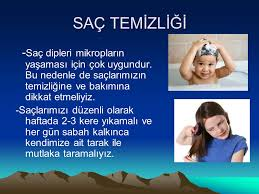 SAÇ TEMİZLİĞİ
-Saç dipleri mikropların
yaşaması için çok uygundur.
Bu nedenle de saçlarımızın
temizliğine ve bakımına
dikkat etmeliyiz.
-Saçlarımızı düzenli olarak
haftada 2-3 kere yıkamalı ve
her gün sabah kalkınca
kendimize ait tarak ile
mutlaka taramalıyız.